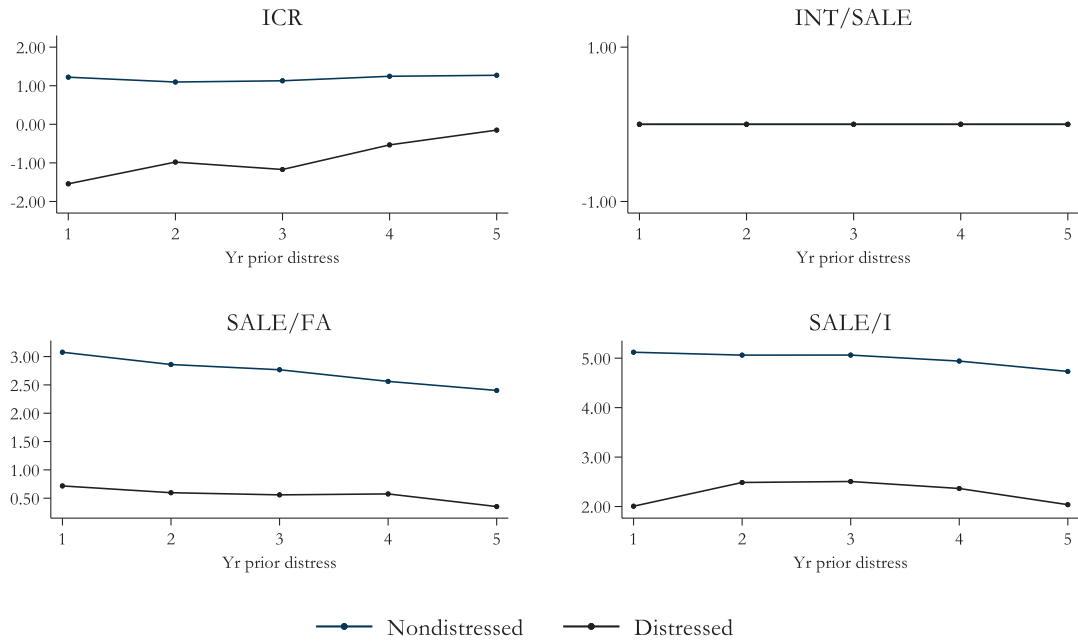 ICR
2.00
1.00
0.00
-1.00
-2.00
1 2 3 4 5
Yr prior distress
INT/SALE
1.00
-1.00
1 2 3 4 5
Yr prior distress
SALE/FA
3.00
2.50
2.00
1.50
1.00
0.50
1 2 3 4 5
Yr prior distress
SALE/I
5.00
4.00
3.00
2.00
1 2 3 4 5
Yr prior distress
Nondistressed Distressed